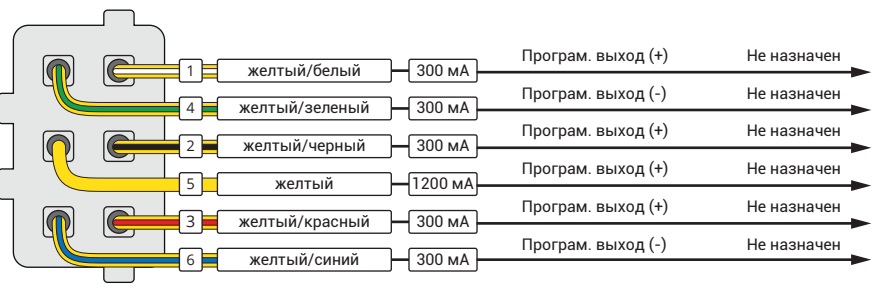 1 желтый/белый 300 мА Програм. выход (+) Не назначен
4 желтый/зеленый 300 мА Програм. выход (-) Не назначен
2 желтый/черный 300 мА Програм. выход (+) Не назначен
5 желтый 1200 мА Програм. выход (+) Не назначен
3 желтый/красный 300 мА Програм. выход (+) Не назначен
6 желтый/синий 300 мА Програм. выход (-) Не назначен